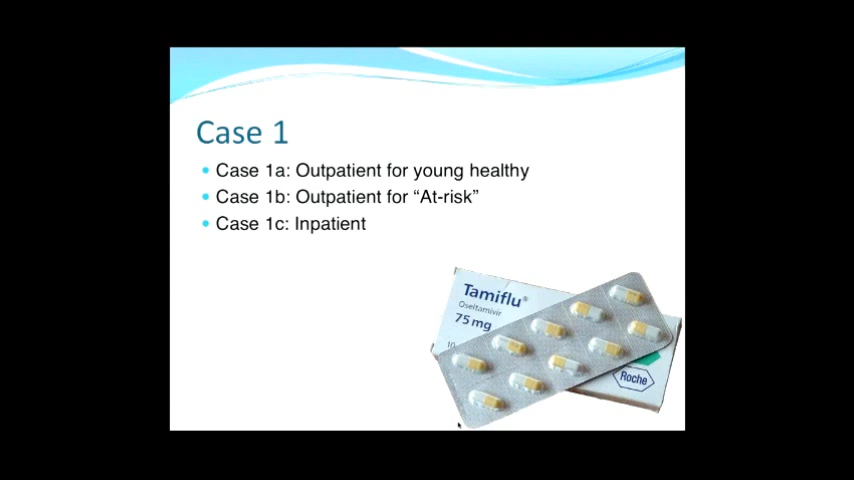 Case 1
Case 1a: Outpatient for young healthy
Case 1b: Outpatient for “At-risk”
Case 1c: Inpatient
Tamiflu®
Oseltamivir
75 mg
10
Roche